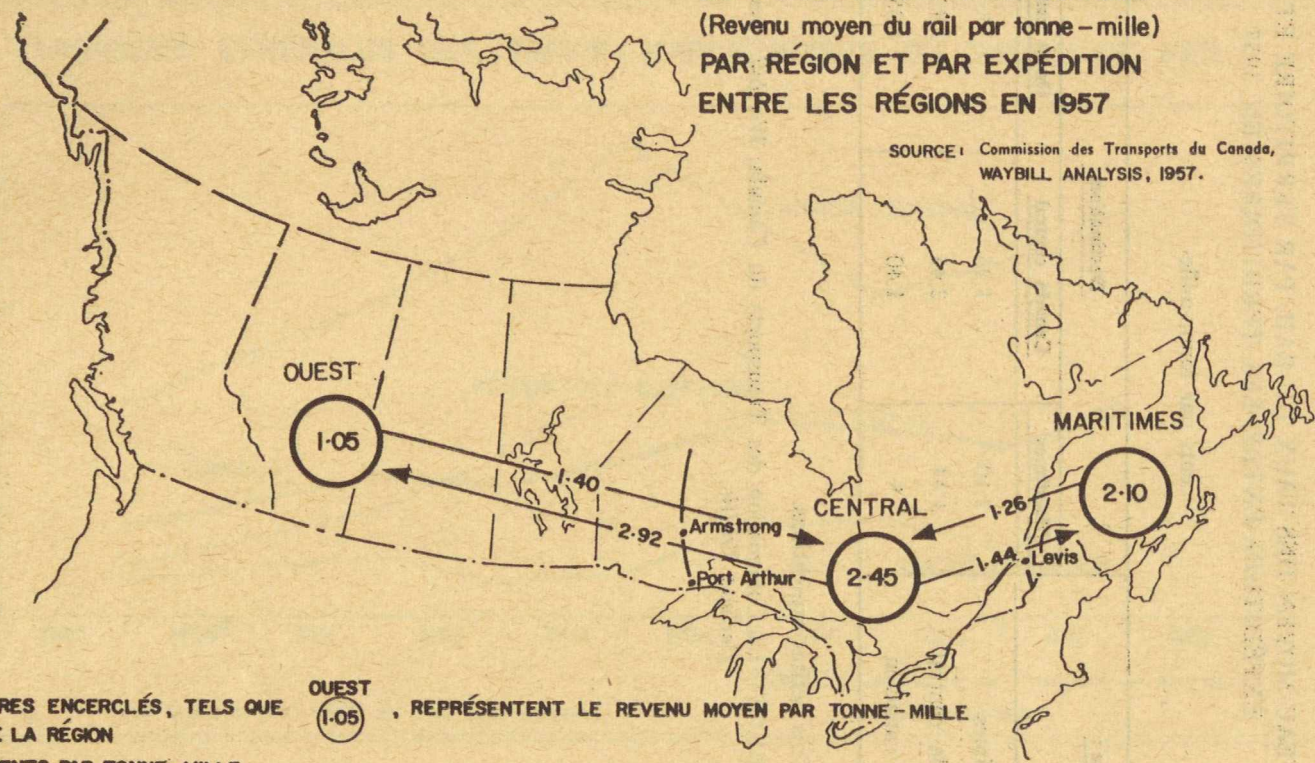 (Revenu moyen du rail par tonne-mille)
PAR RÉGION ET PAR EXPÉDITION
ENTRE LES RÉGIONS EN 1957
SOURCE: Commission des Transports du Canada,
WAYBILL ANALYSIS, 1957.
OUEST
1.05
MARITIMES
2.10
1.40
CENTRAL
1.26
2.92
Armstrong
2.45
1.44
Levis
Port Arthur
RES ENCERCLÉS, TELS QUE OUEST 1.05, REPRÉSENTENT LE REVENU MOYEN PAR TONNE-MILLE
LA RÉGION